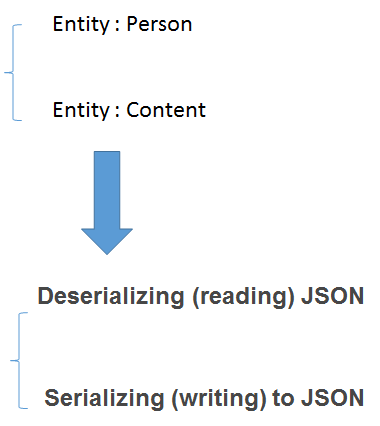 Entity : Person
Entity : Content
Deserializing (reading) JSON
Serializing (writing) to JSON